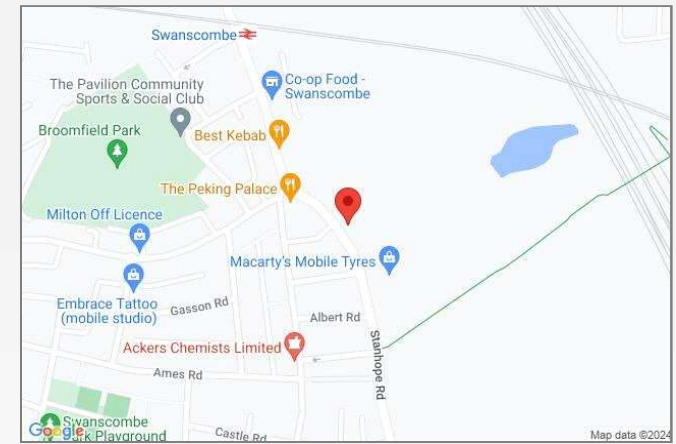 Swanscombe
Co-op Food -
Swanscombe
The Pavilion Community
Sports & Social Club
Broomfield Park
Best Kebab
The Peking Palace
Milton Off Licence
Macarty's Mobile Tyres
Embrace Tattoo
(mobile studio)
Gasson Rd
Albert Rd
Ackers Chemists Limited
Stanhope Rd
Ames Rd
Swanscombe
Park Playground
Castle Rd
Google
Map data ©2024